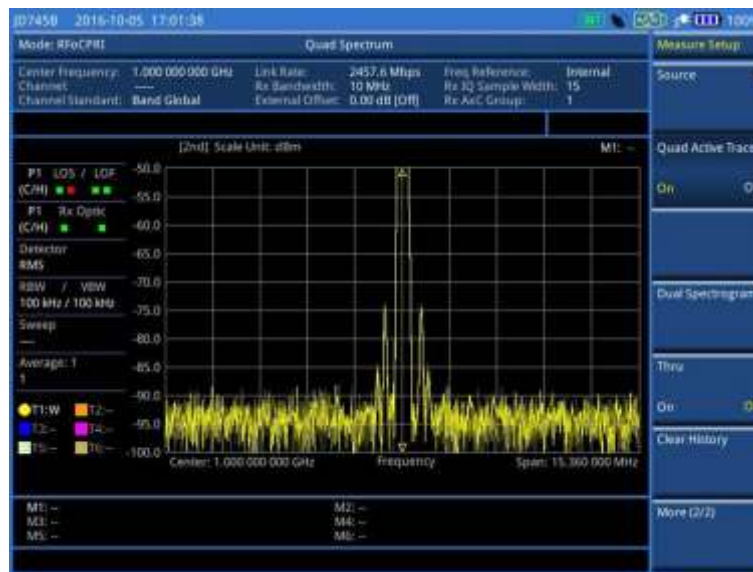 JD745B 2016-10-05 17:01:38
INT 100%
Mode: RFoCPRI Quad Spectrum Measure Setup
Center Frequency: 1.000 000 000 GHz Link Rate: 2457.6 Mbps Freq Reference: Internal
Channel: ---- Rx Bandwidth: 10 MHz Rx IQ Sample Width: 15
Channel Standard: Band Global External Offset: 0.00 dB [Off] Rx AxC Group: 1
[2nd] Scale Unit: dBm M1: --
P1 LOS / LOF
(C/H)
P1 Rx Optic
(C/H)
Detector
RMS
RBW / VBW
100 kHz / 100 kHz
Sweep
----
Average: 1
1
T1:W T2:--
T3:-- T4:--
T5:-- T6:--
-50.0
-55.0
-60.0
-65.0
-70.0
-75.0
-80.0
-85.0
-90.0
-95.0
-100.0
Center: 1.000 000 000 GHz Frequency Span: 15.360 000 MHz
M1: -- M2: --
M3: -- M4: --
M5: -- M6: --
Source
Quad Active Trace
On O
Dual Spectrogram
Thru
On O
Clear History
More (2/2)